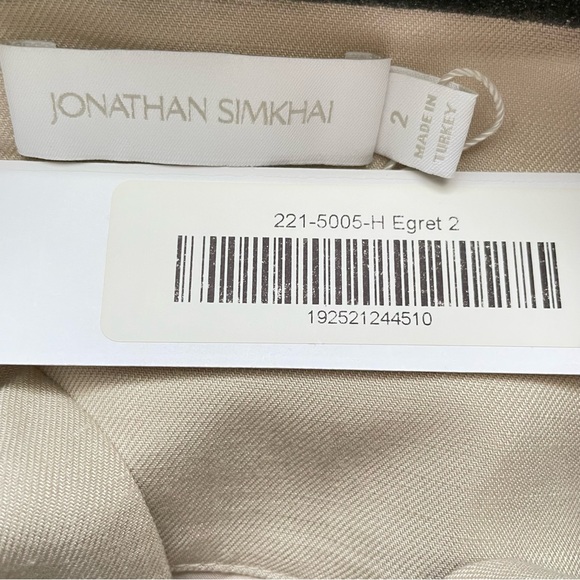 JONATHAN SIMKHAI
2
MADE IN
TURKEY
221-5005-H Egret 2
192521244510